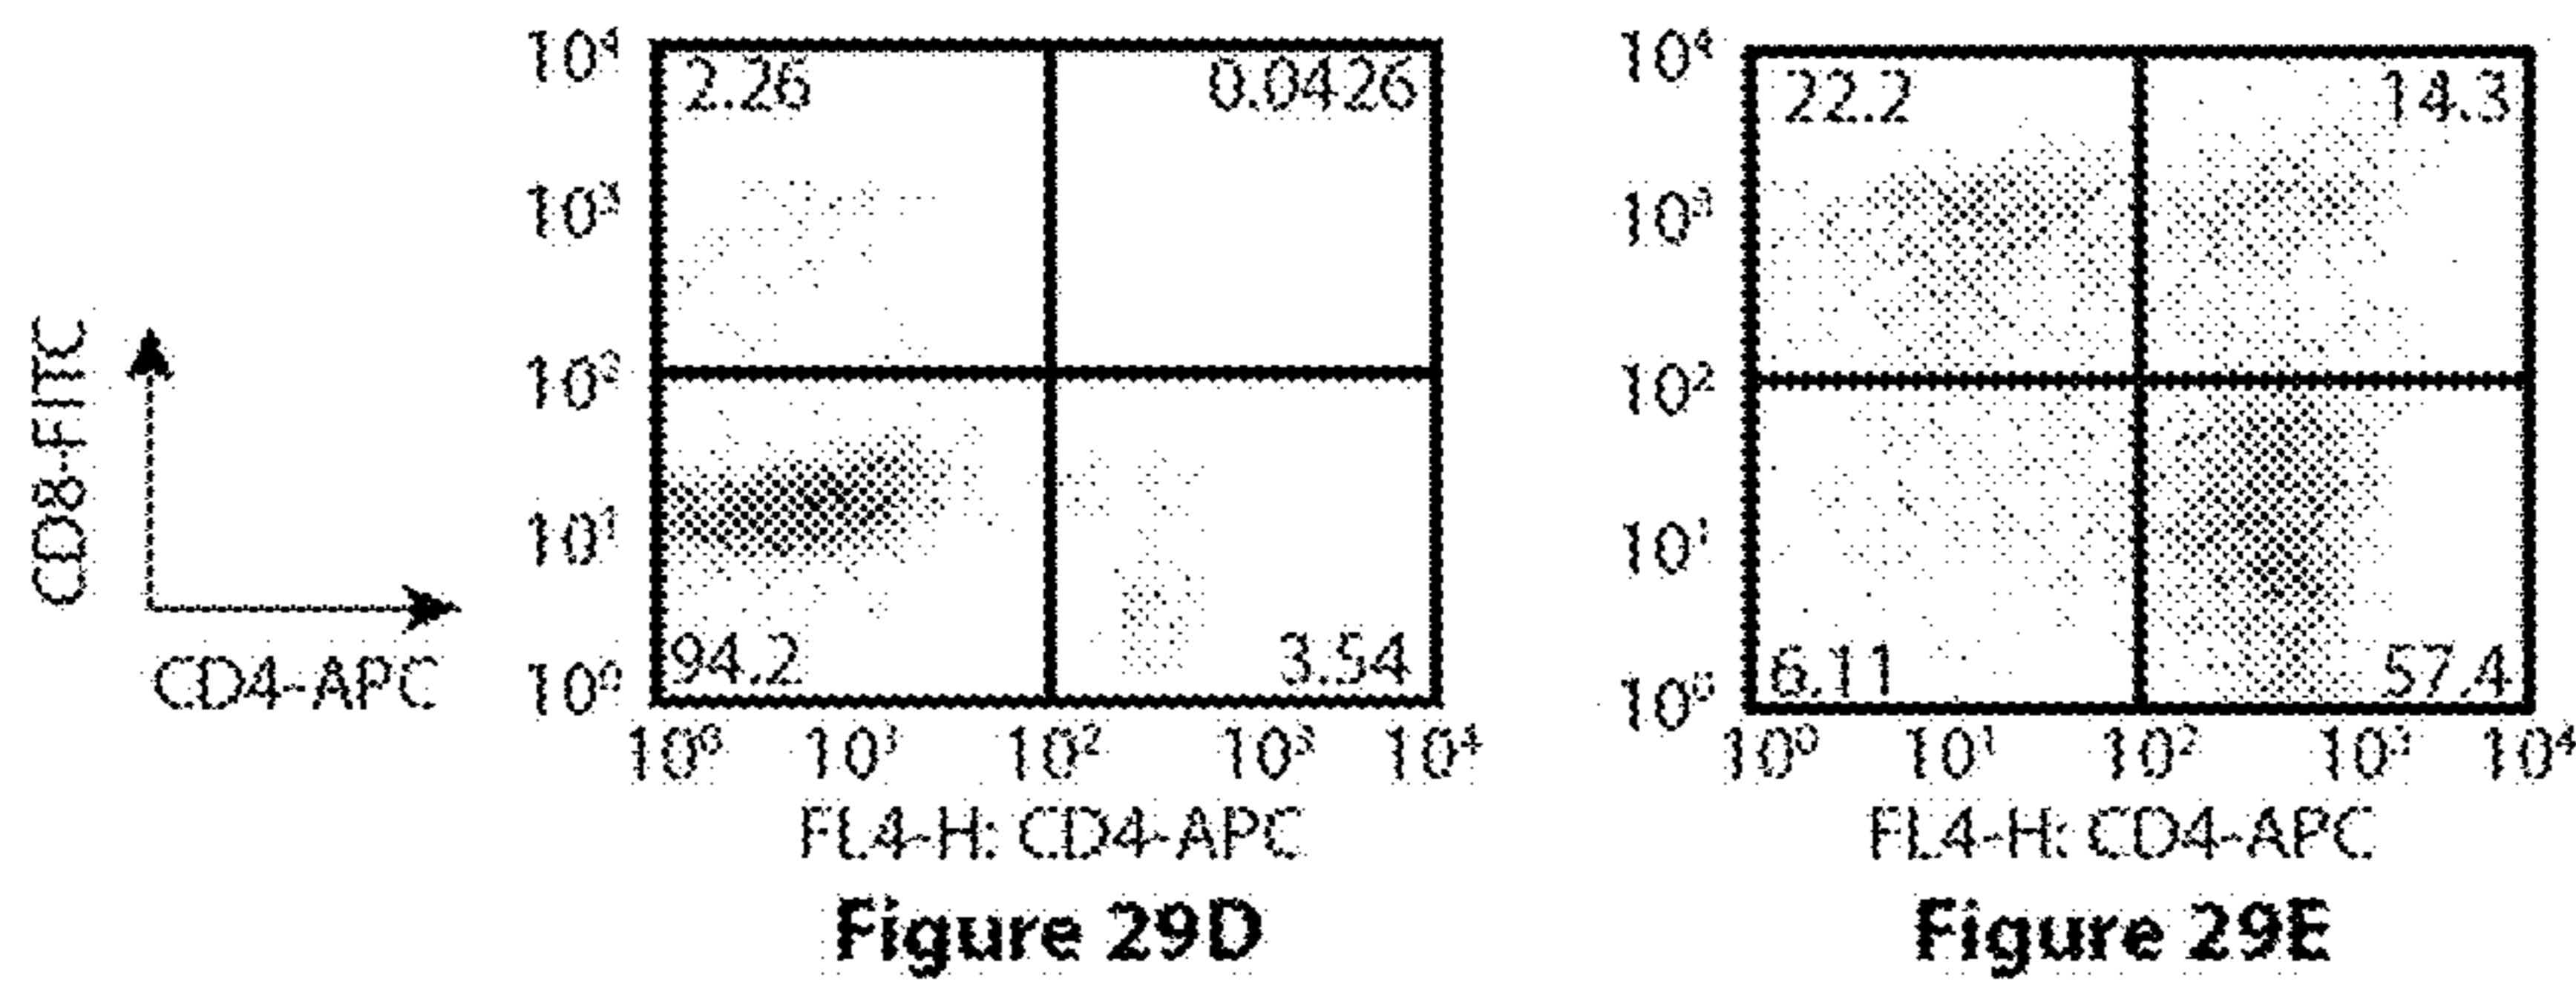 CD8-FITC
CD4-APC
10⁴
10³
10²
10¹
10⁰
2.26
0.0426
94.2
3.54
10⁰ 10¹ 10² 10³ 10⁴
FL4-H: CD4-APC
Figure 29D
10⁴
10³
10²
10¹
10⁰
22.2
14.3
6.11
57.4
10⁰ 10¹ 10² 10³ 10⁴
FL4-H: CD4-APC
Figure 29E